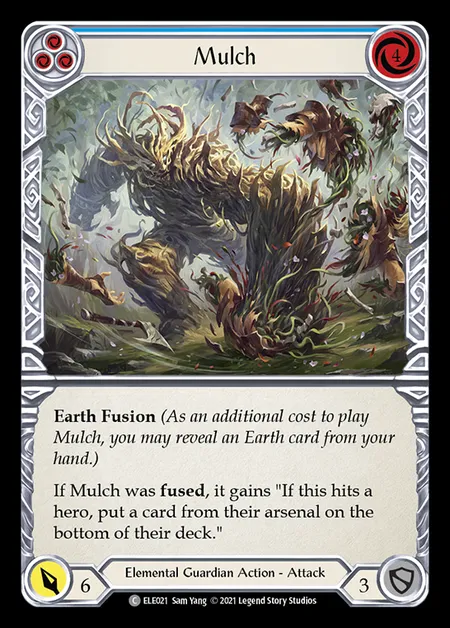 Mulch
4
Earth Fusion (As an additional cost to play
Mulch, you may reveal an Earth card from your
hand.)
If Mulch was fused, it gains "If this hits a
hero, put a card from their arsenal on the
bottom of their deck."
6
Elemental Guardian Action - Attack
3
C ELE021 Sam Yang © 2021 Legend Story Studios